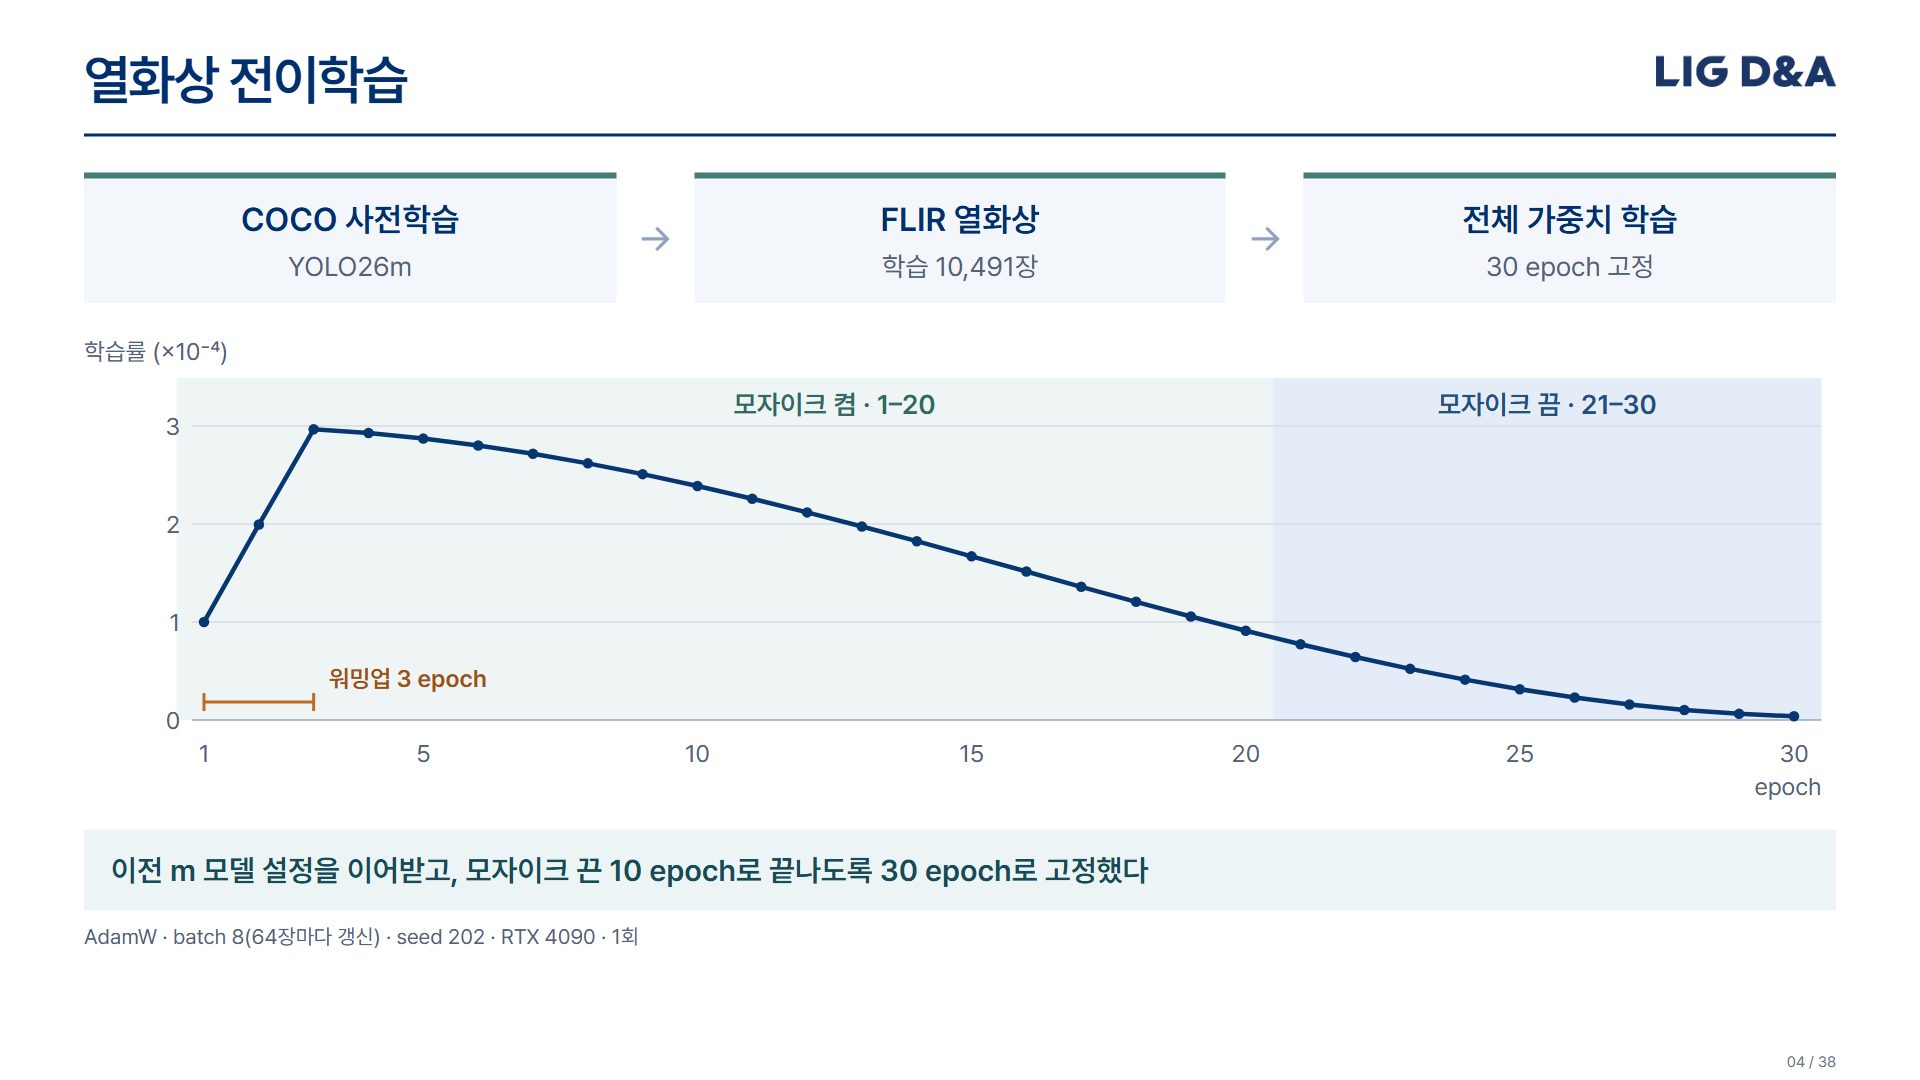 열화상 전이학습
LIG D&A
COCO 사전학습
YOLO26m
→
FLIR 열화상
학습 10,491장
→
전체 가중치 학습
30 epoch 고정
학습률 (×10⁻⁴)
모자이크 켬 · 1–20
모자이크 끔 · 21–30
3
2
1
0
워밍업 3 epoch
1 5 10 15 20 25 30
epoch
이전 m 모델 설정을 이어받고, 모자이크 끈 10 epoch로 끝나도록 30 epoch로 고정했다
AdamW · batch 8(64장마다 갱신) · seed 202 · RTX 4090 · 1회
04 / 38